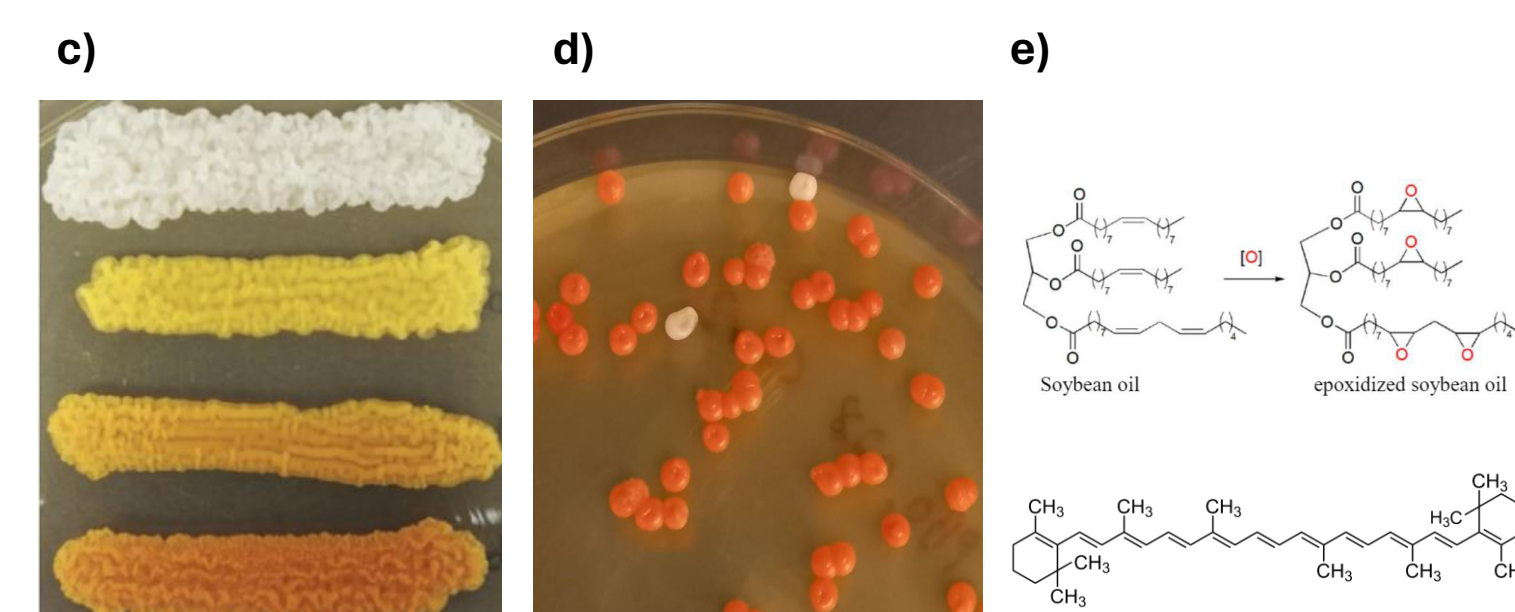 c)
d)
e)
O
O
O
O
O
O
( )7
( )7
( )7
( )7
( )7
( )4
[O]
O
O
O
O
O
O
O
O
O
O
( )7
( )7
( )7
( )7
( )7
( )4
Soybean oil
epoxidized soybean oil
CH3
CH3
CH3
CH3
H3C
CH3
CH3
CH3
CH3
CH